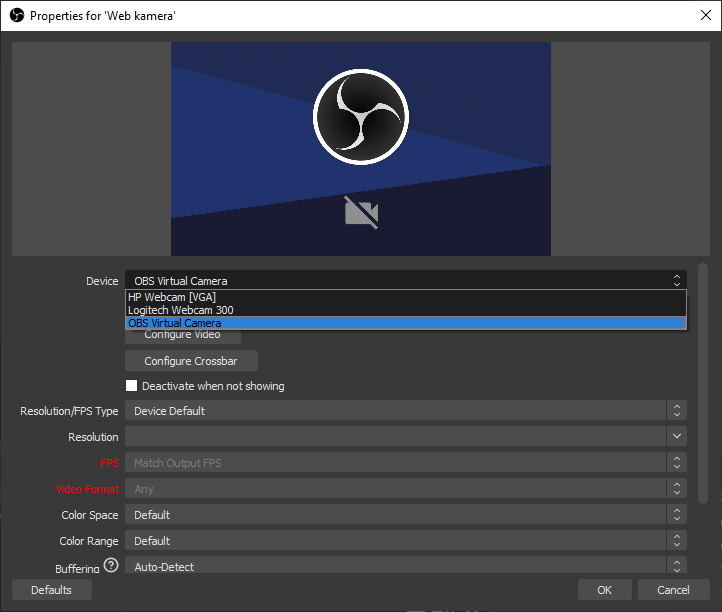 Properties for 'Web kamera'
Device OBS Virtual Camera
HP Webcam [VGA]
Logitech Webcam 300
OBS Virtual Camera
Configure Video
Configure Crossbar
Deactivate when not showing
Resolution/FPS Type Device Default
Resolution
FPS Match Output FPS
Video Format Any
Color Space Default
Color Range Default
Buffering ? Auto-Detect
Defaults OK Cancel